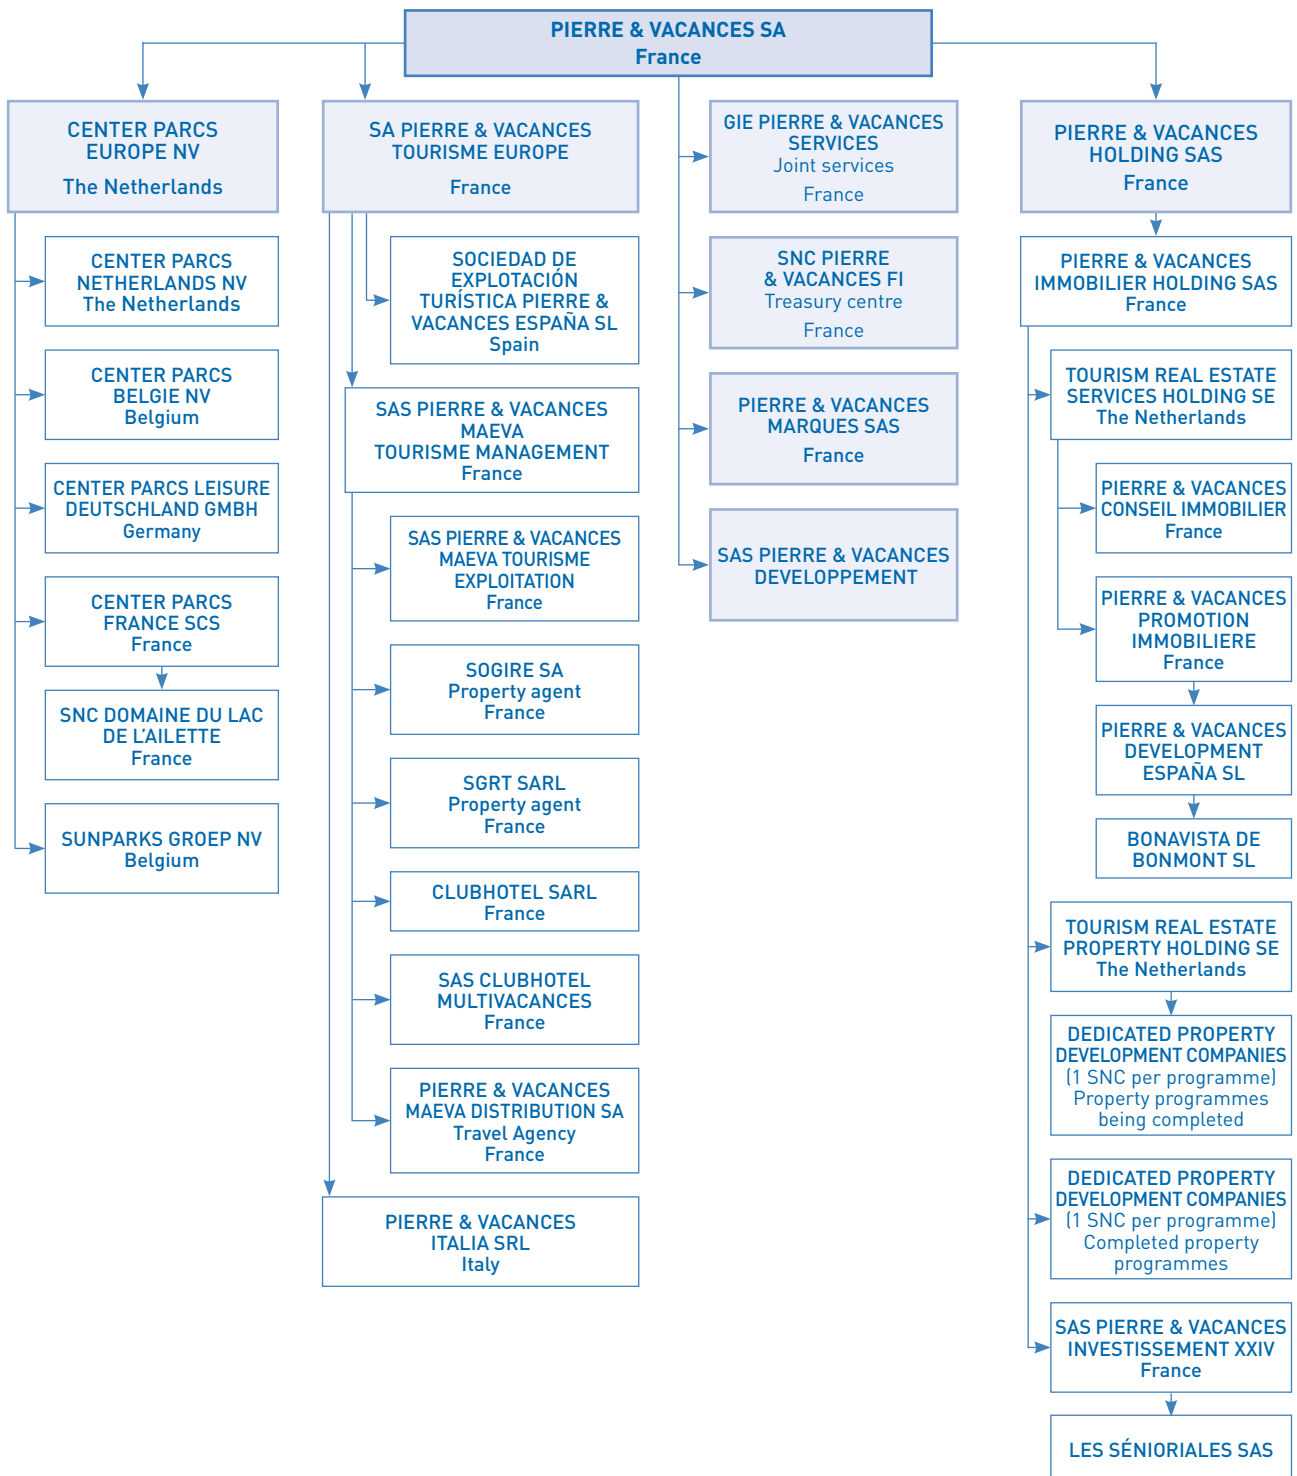 PIERRE & VACANCES SA
France
CENTER PARCS
EUROPE NV
The Netherlands
CENTER PARCS
NETHERLANDS NV
The Netherlands
CENTER PARCS
BELGIE NV
Belgium
CENTER PARCS LEISURE
DEUTSCHLAND GMBH
Germany
CENTER PARCS
FRANCE SCS
France
SNC DOMAINE DU LAC
DE L'AILETTE
France
SUNPARKS GROEP NV
Belgium
SA PIERRE & VACANCES
TOURISME EUROPE
France
SOCIEDAD DE
EXPLOTACIÓN
TURÍSTICA PIERRE &
VACANCES ESPAÑA SL
Spain
SAS PIERRE & VACANCES
MAEVA
TOURISME MANAGEMENT
France
SAS PIERRE & VACANCES
MAEVA TOURISME
EXPLOITATION
France
SOGIRE SA
Property agent
France
SGRT SARL
Property agent
France
CLUBHOTEL SARL
France
SAS CLUBHOTEL
MULTIVACANCES
France
PIERRE & VACANCES
MAEVA DISTRIBUTION SA
Travel Agency
France
PIERRE & VACANCES
ITALIA SRL
Italy
GIE PIERRE & VACANCES
SERVICES
Joint services
France
SNC PIERRE
& VACANCES FI
Treasury centre
France
PIERRE & VACANCES
MARQUES SAS
France
SAS PIERRE & VACANCES
DEVELOPPEMENT
PIERRE & VACANCES
HOLDING SAS
France
PIERRE & VACANCES
IMMOBILIER HOLDING SAS
France
TOURISM REAL ESTATE
SERVICES HOLDING SE
The Netherlands
PIERRE & VACANCES
CONSEIL IMMOBILIER
France
PIERRE & VACANCES
PROMOTION
IMMOBILIERE
France
PIERRE & VACANCES
DEVELOPMENT
ESPAÑA SL
BONAVISTA DE
BONMONT SL
TOURISM REAL ESTATE
PROPERTY HOLDING SE
The Netherlands
DEDICATED PROPERTY
DEVELOPMENT COMPANIES
(1 SNC per programme)
Property programmes
being completed
DEDICATED PROPERTY
DEVELOPMENT COMPANIES
(1 SNC per programme)
Completed property
programmes
SAS PIERRE & VACANCES
INVESTISSEMENT XXIV
France
LES SÉNIORIALES SAS